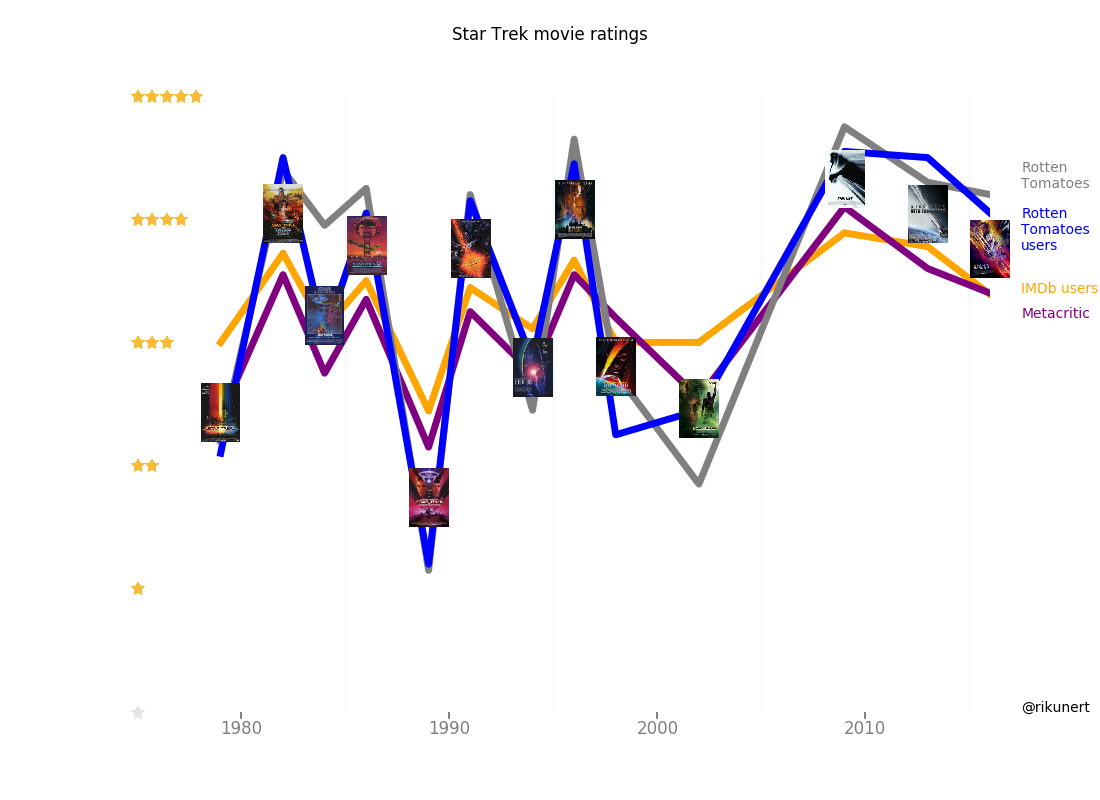 Star Trek movie ratings
Rotten
Tomatoes
Rotten
Tomatoes
users
IMDb users
Metacritic
@rikunert
1980
1990
2000
2010